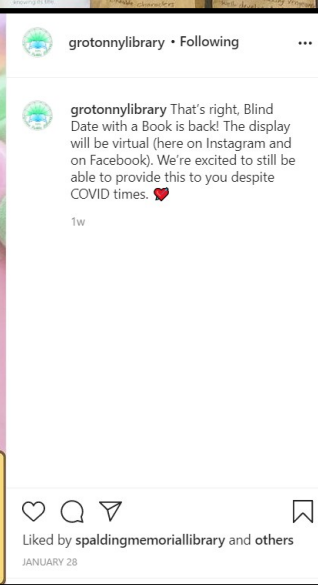 grotonnylibrary • Following
grotonnylibrary That's right, Blind
Date with a Book is back! The display
will be virtual (here on Instagram and
on Facebook). We're excited to still be
able to provide this to you despite
COVID times. 💘
1w
Liked by spaldingmemoriallibrary and others
JANUARY 28